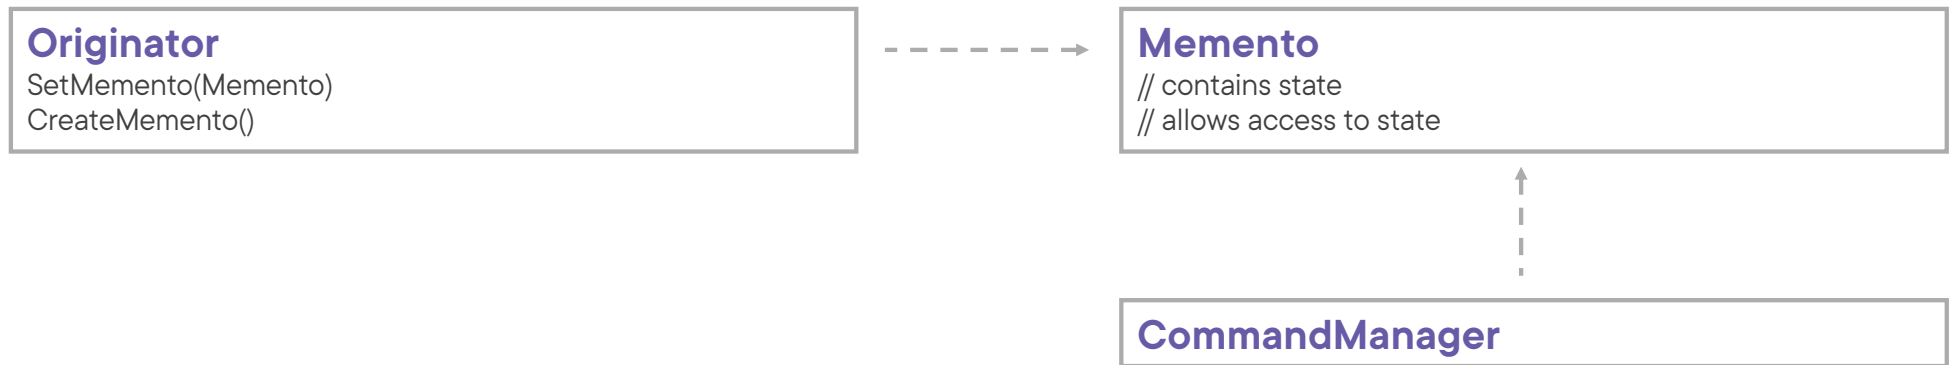 Originator
SetMemento(Memento)
CreateMemento()
Memento
// contains state
// allows access to state
CommandManager